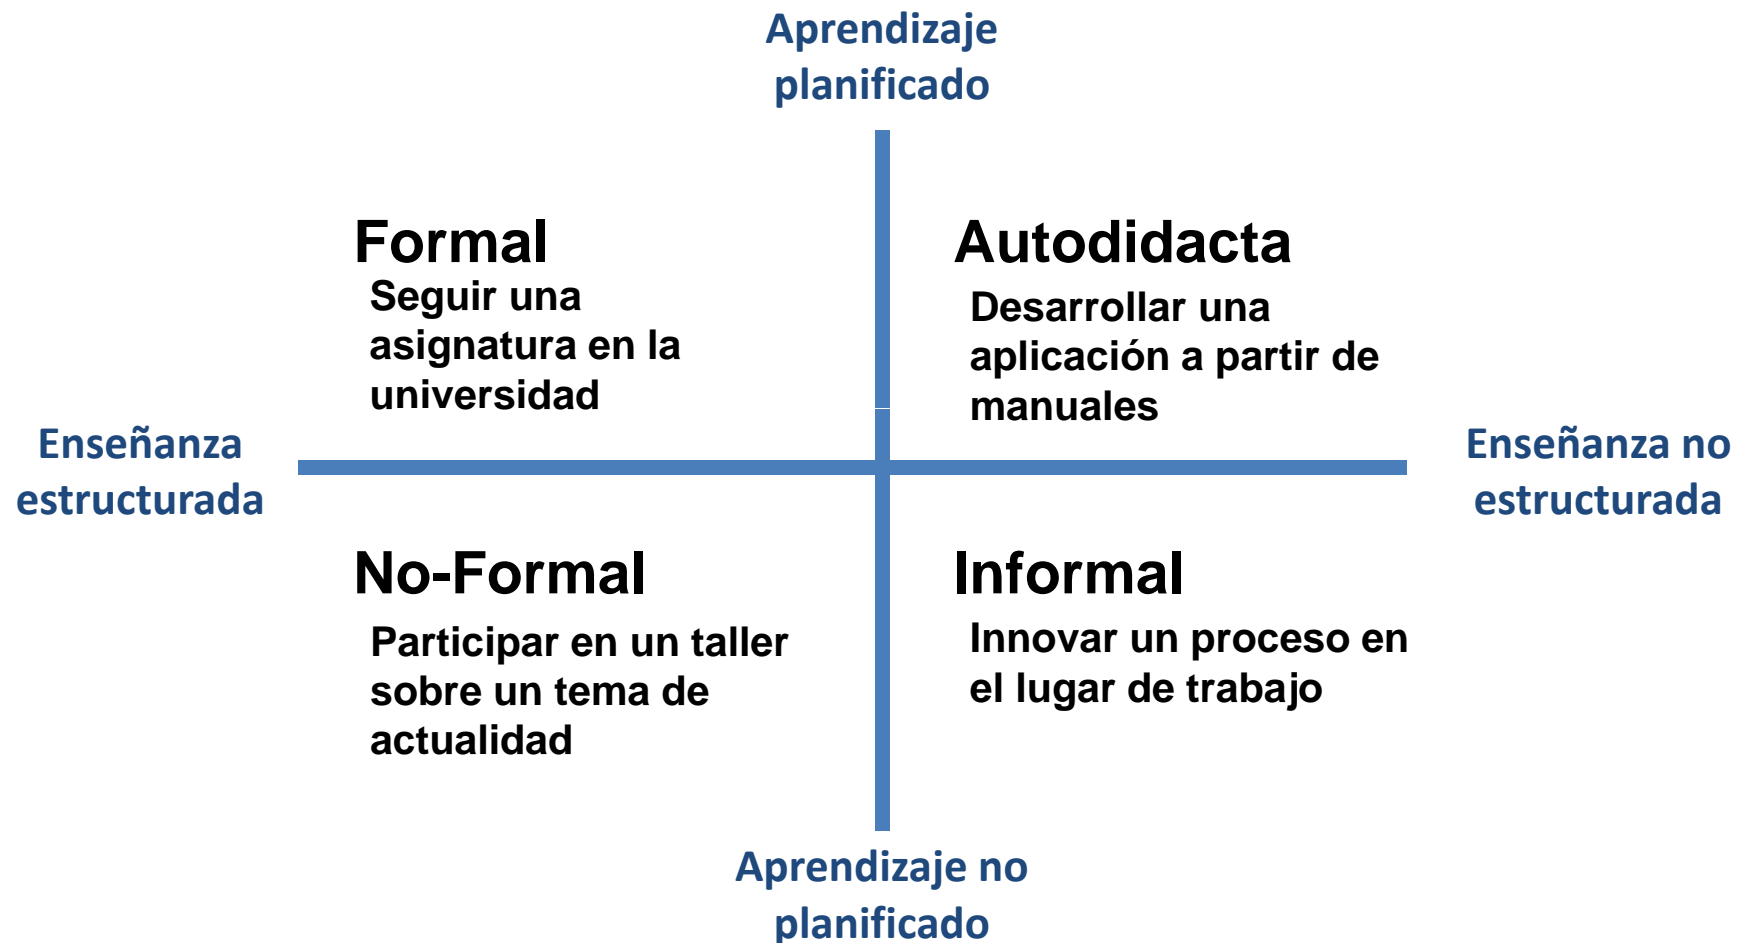 Aprendizaje
planificado
Formal
Seguir una
asignatura en la
universidad
Autodidacta
Desarrollar una
aplicación a partir de
manuales
Enseñanza
estructurada
Enseñanza no
estructurada
No-Formal
Participar en un taller
sobre un tema de
actualidad
Informal
Innovar un proceso en
el lugar de trabajo
Aprendizaje no
planificado